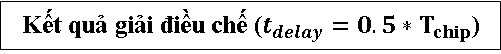 Kết quả giải điều chế (t_delay = 0.5 * T_chip)